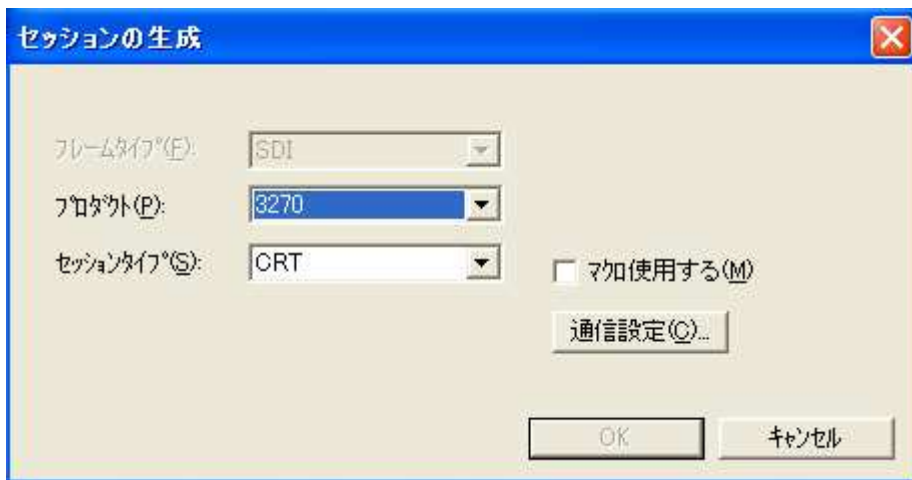 セッションの生成
ﾌﾚｰﾑﾀｲﾌﾟ(F):
SDI
ﾌﾟﾛﾀﾞｸﾄ(P):
3270
ｾｯｼｮﾝﾀｲﾌﾟ(S):
CRT
ﾏｸﾛ使用する(M)
通信設定(C)...
OK
ｷｬﾝｾﾙ